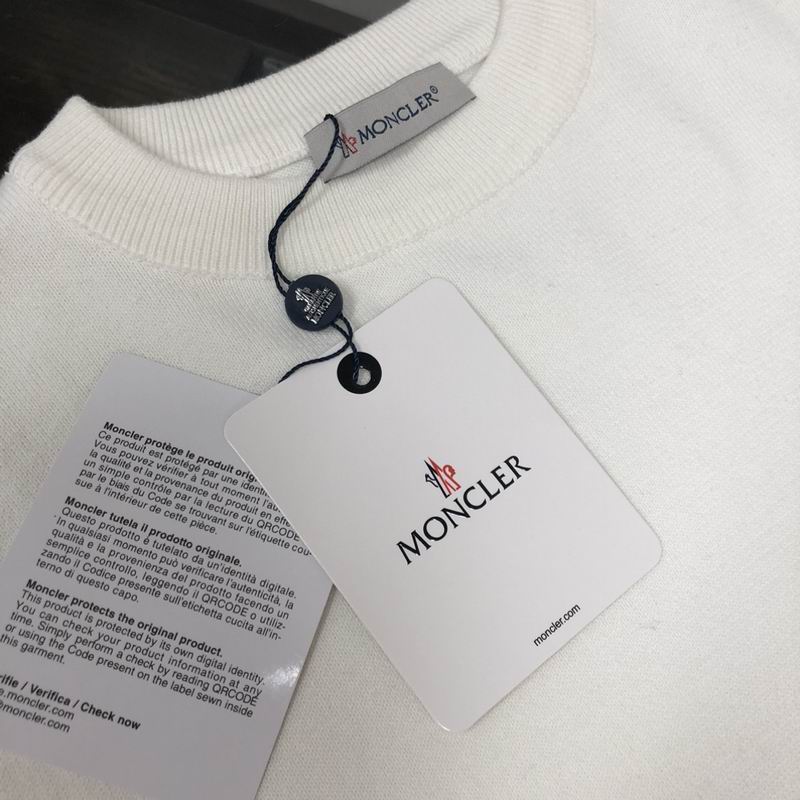 MONCLER®
MONCLER
MONCLER
moncler.com
Moncler protège le produit orig
Ce produit est protégé par une identi
Vous pouvez vérifier à tout moment l'au
la qualité et la provenance du produit en effe
un simple contrôle par la lecture du QRCODE
par le biais du Code se trouvant sur l'étiquette cou-
sue à l'intérieur de cette pièce.
Moncler tutela il prodotto originale.
Questo prodotto è tutelato da un'identità digitale.
In qualsiasi momento può verificare l'autenticità, la
qualità e la provenienza del prodotto facendo un
semplice controllo, leggendo il QRCODE o utiliz-
zando il Codice presente sull'etichetta cucita all'in-
terno di questo capo.
Moncler protects the original product.
This product is protected by its own digital identity.
You can check your product information at any
time. Simply perform a check by reading QRCODE
or using the Code present on the label sewn inside
this garment.
rifie / Verifica / Check now
e.moncler.com
@moncler.com